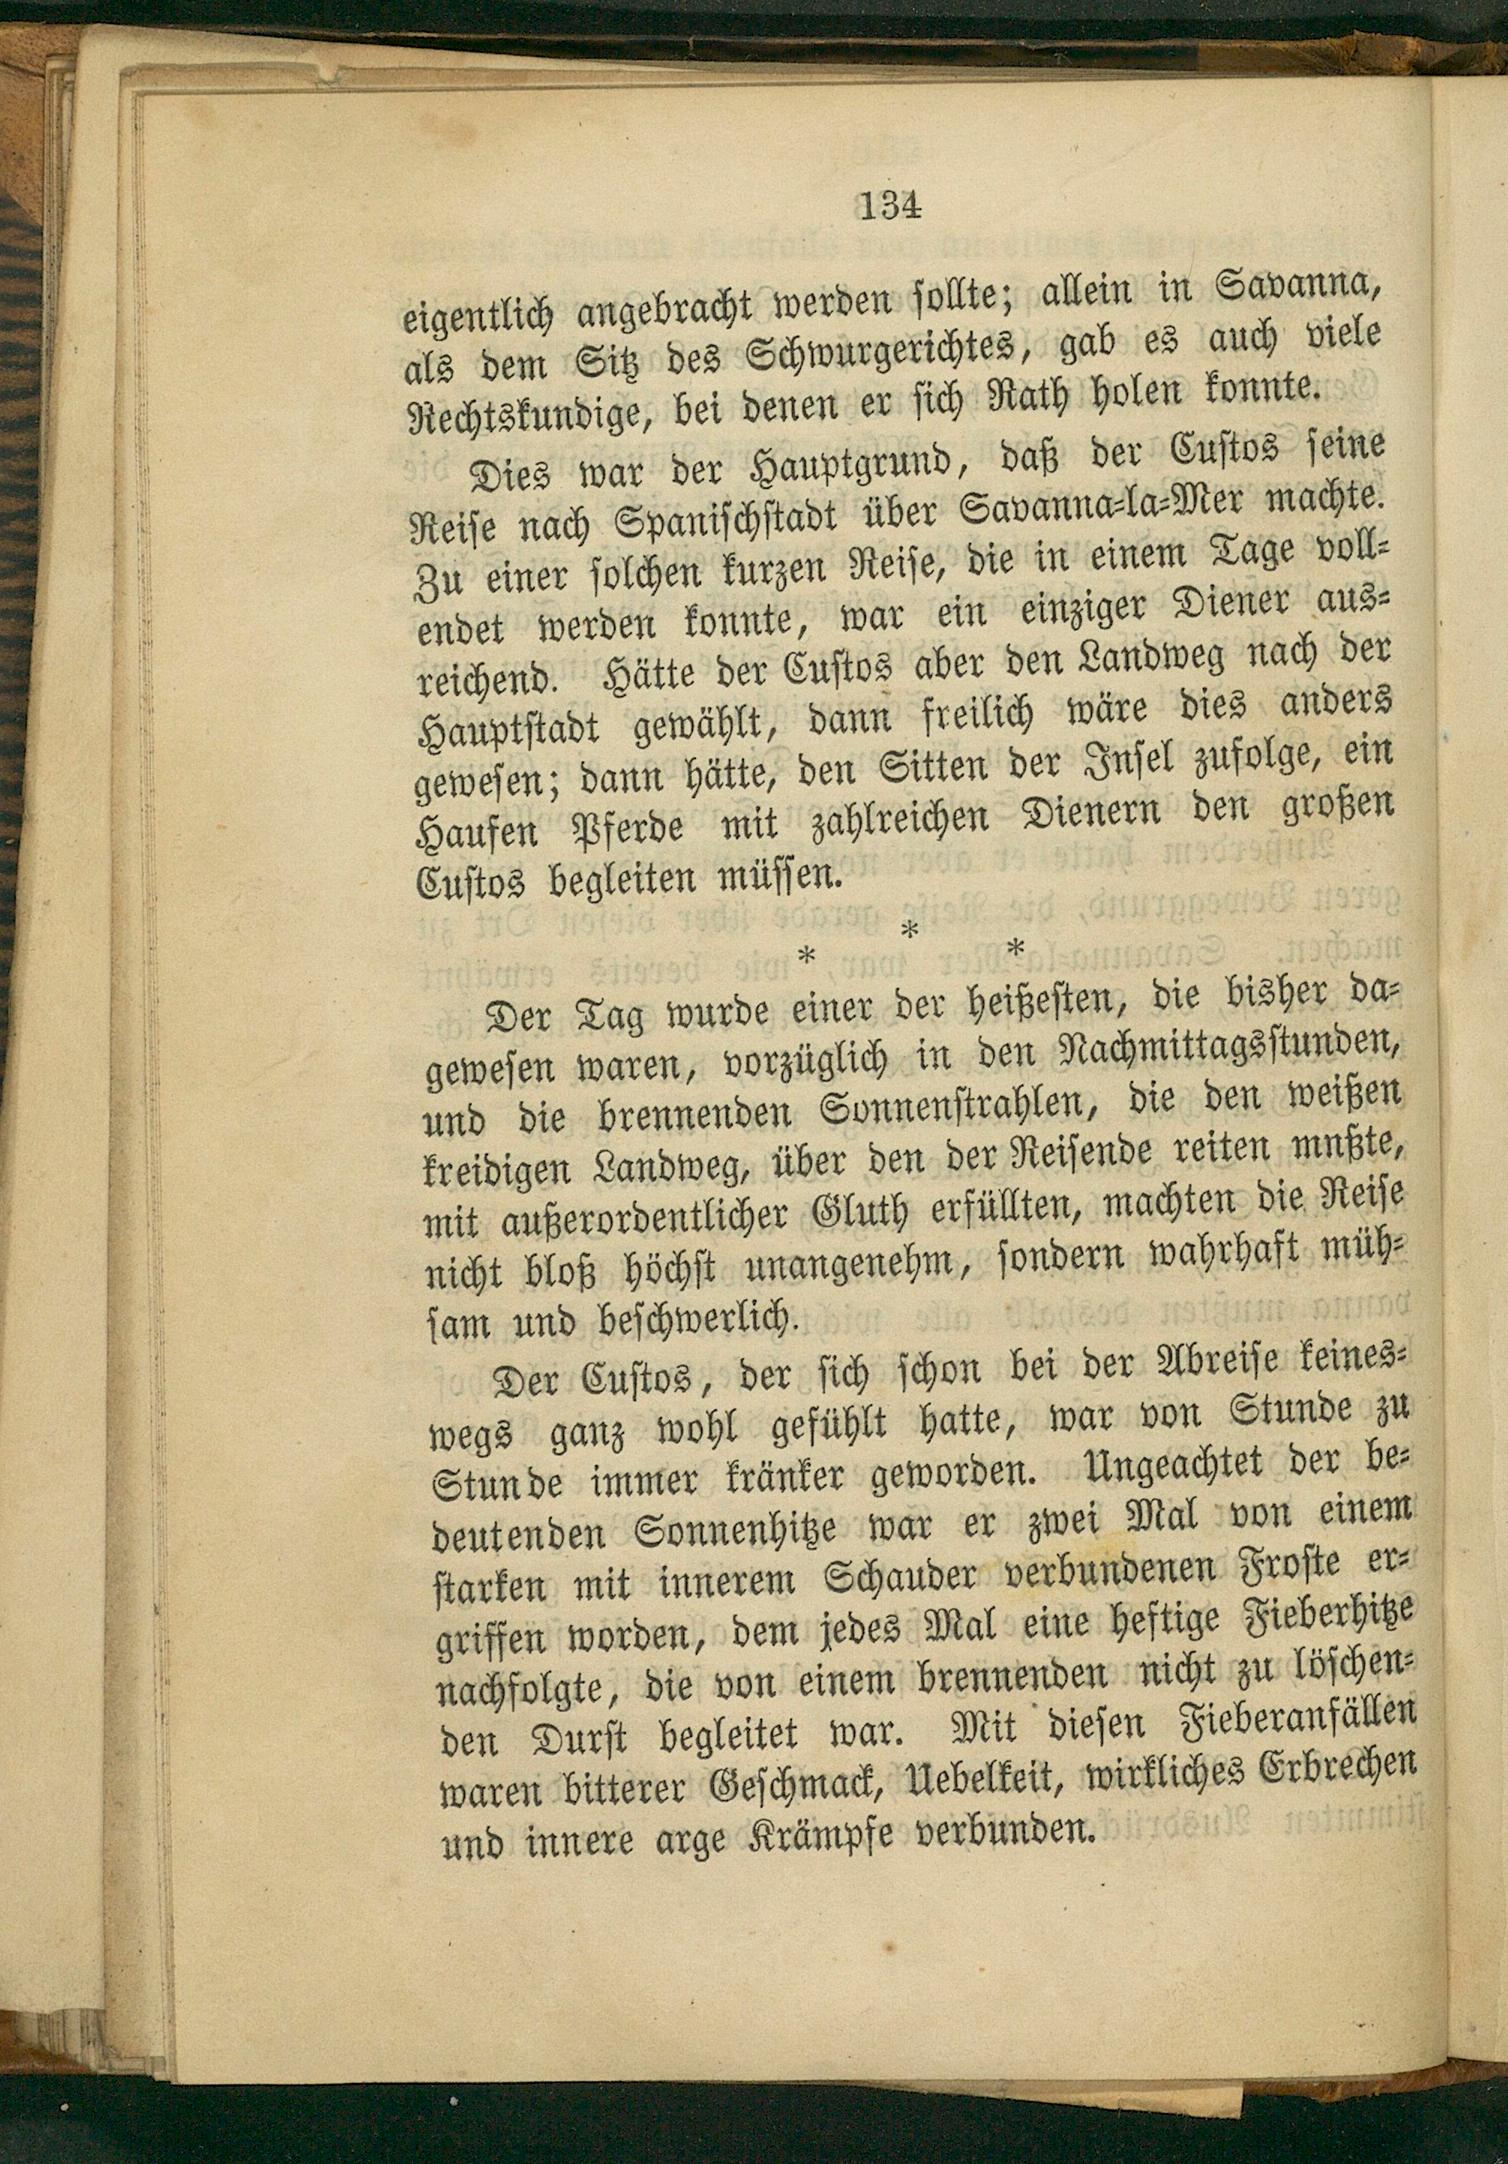 134
eigentlich angebracht werden sollte; allein in Savanna,
als dem Sitz des Schwurgerichtes, gab es auch viele
Rechtskundige, bei denen er sich Rath holen konnte.
Dies war der Hauptgrund, daß der Custos seine
Reise nach Spanischstadt über Savanna-la-Mer machte.
Zu einer solchen kurzen Reise, die in einem Tage voll-
endet werden konnte, war ein einziger Diener aus-
reichend. Hätte der Custos aber den Landweg nach der
Hauptstadt gewählt, dann freilich wäre dies anders
gewesen; dann hätte, den Sitten der Insel zufolge, ein
Haufen Pferde mit zahlreichen Dienern den großen
Custos begleiten müssen.
* * *
Der Tag wurde einer der heißesten, die bisher da-
gewesen waren, vorzüglich in den Nachmittagsstunden,
und die brennenden Sonnenstrahlen, die den weißen
kreidigen Landweg, über den der Reisende reiten mnßte,
mit außerordentlicher Gluth erfüllten, machten die Reise
nicht bloß höchst unangenehm, sondern wahrhaft müh-
sam und beschwerlich.
Der Custos, der sich schon bei der Abreise keines-
wegs ganz wohl gefühlt hatte, war von Stunde zu
Stunde immer kränker geworden. Ungeachtet der be-
deutenden Sonnenhitze war er zwei Mal von einem
starken mit innerem Schauder verbundenen Froste er-
griffen worden, dem jedes Mal eine heftige Fieberhitze
nachfolgte, die von einem brennenden nicht zu löschen-
den Durst begleitet war. Mit diesen Fieberanfällen
waren bitterer Geschmack, Uebelkeit, wirkliches Erbrechen
und innere arge Krämpfe verbunden.